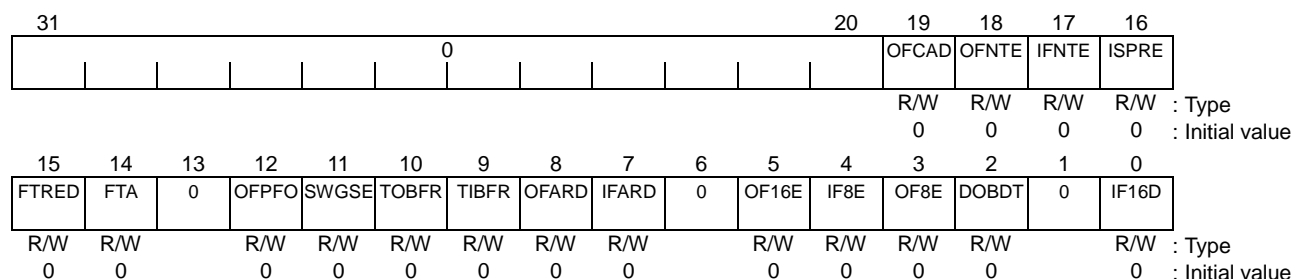 31 20 19 18 17 16
0 OFCAD OFNTE IFNTE ISPRE
R/W R/W R/W R/W : Type
0 0 0 0 : Initial value
15 14 13 12 11 10 9 8 7 6 5 4 3 2 1 0
FTRED FTA 0 OFPFO SWGSE TOBFR TIBFR OFARD IFARD 0 OF16E IF8E OF8E DOBDT 0 IF16D
R/W R/W R/W R/W R/W R/W R/W R/W R/W R/W R/W R/W R/W : Type
0 0 0 0 0 0 0 0 0 0 0 0 0 : Initial value